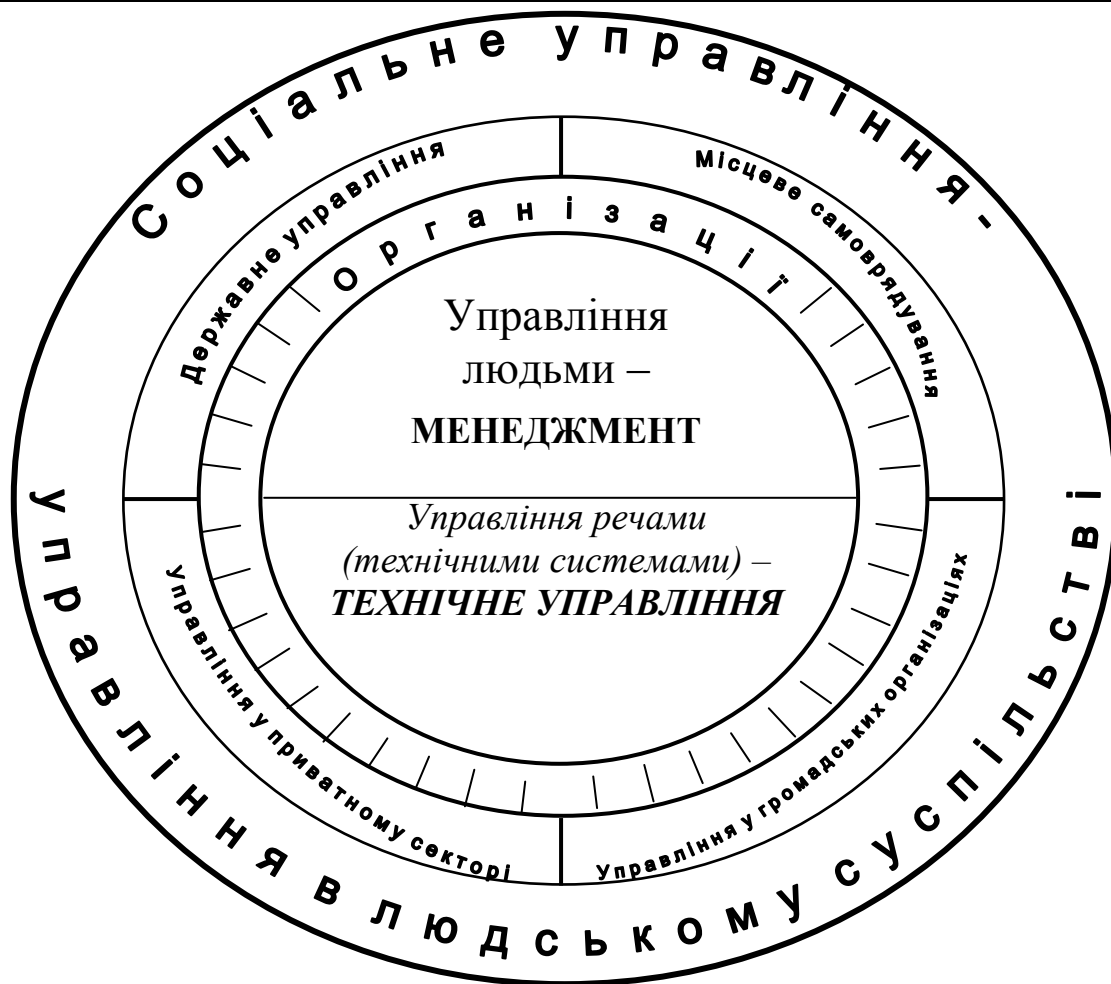 Соціальне управління-
управління в людському суспільстві
Державне управління
Місцеве самоврядування
Управління у приватному секторі
Управління у громадських організаціях
Організації
Управління
людьми –
МЕНЕДЖМЕНТ
Управління речами
(технічними системами) –
ТЕХНІЧНЕ УПРАВЛІННЯ